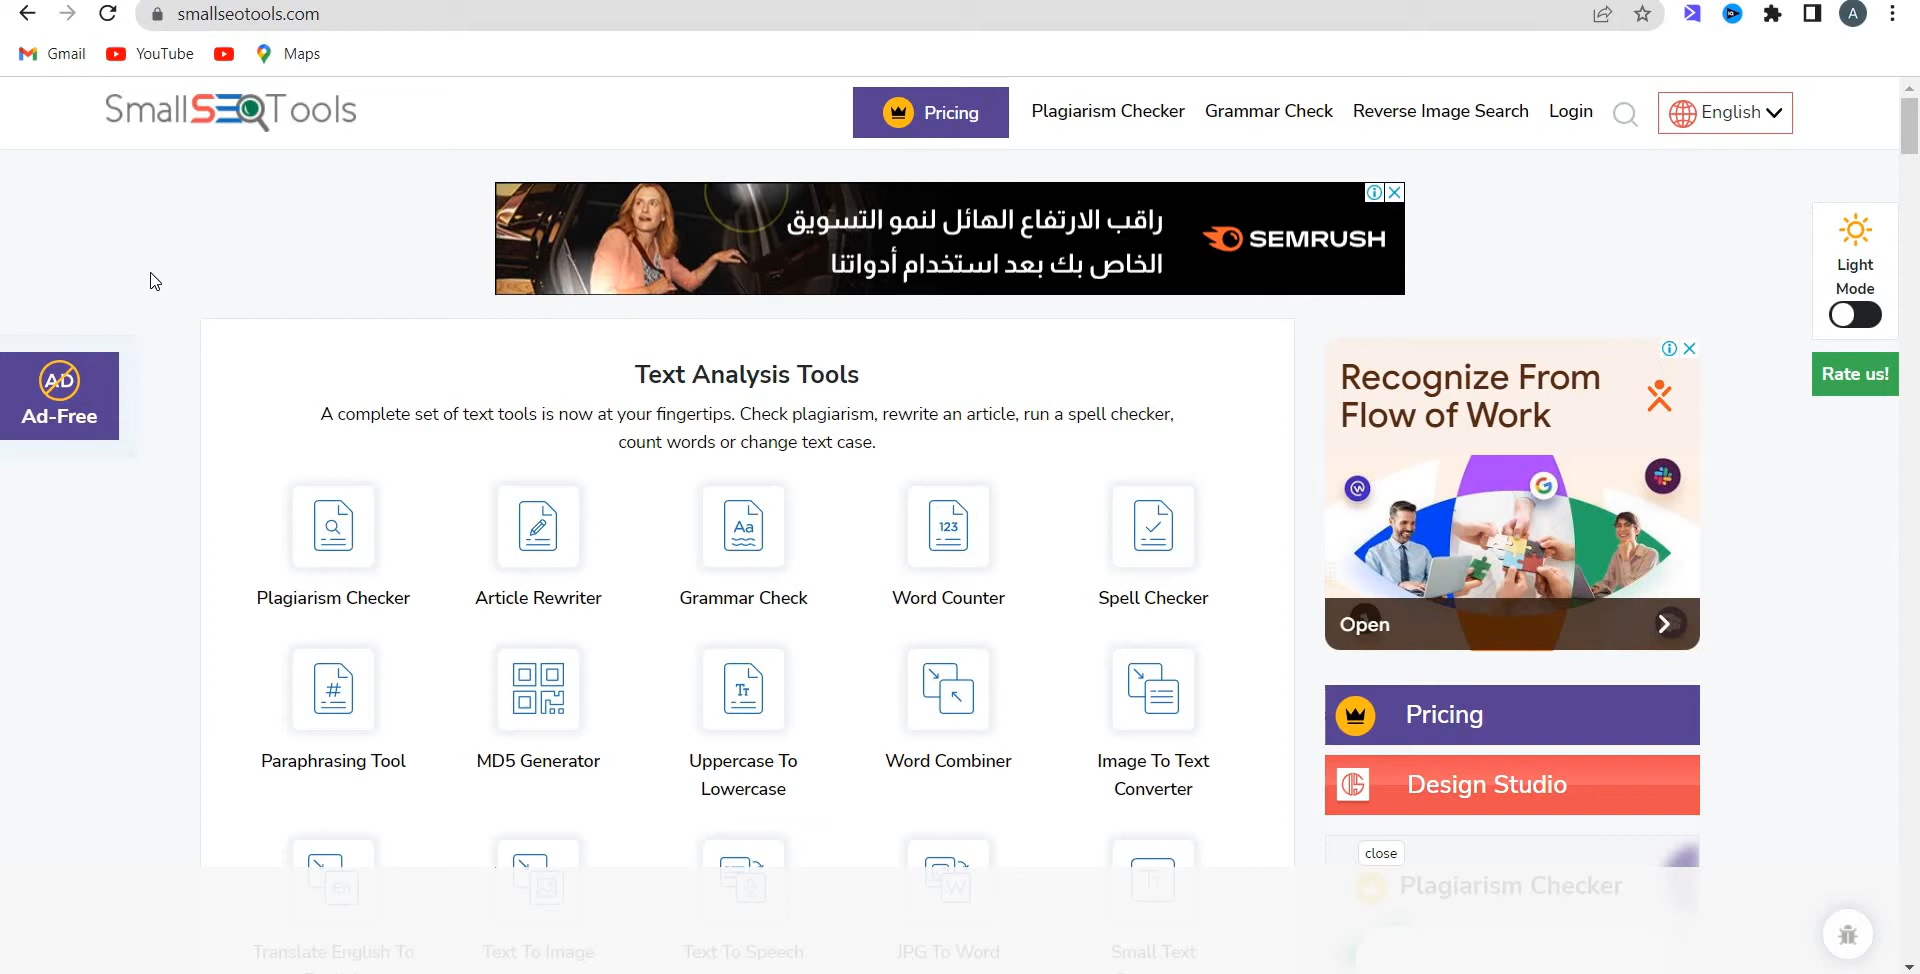 smallseotools.com
Gmail
YouTube
Maps
SmallSEOTools
Pricing
Plagiarism Checker
Grammar Check
Reverse Image Search
Login
English
راقب الارتفاع الهائل لنمو التسويق
الخاص بك بعد استخدام أدواتنا
SEMRUSH
Light
Mode
Rate us!
AD
Ad-Free
Text Analysis Tools
A complete set of text tools is now at your fingertips. Check plagiarism, rewrite an article, run a spell checker,
count words or change text case.
Aa
123
Plagiarism Checker
Article Rewriter
Grammar Check
Word Counter
Spell Checker
#
Tт
Paraphrasing Tool
MD5 Generator
Uppercase To
Lowercase
Word Combiner
Image To Text
Converter
Translate English To
Text To Image
Text To Speech
JPG To Word
Small Text
Recognize From
Flow of Work
Open
Pricing
Design Studio
close
Plagiarism Checker
A